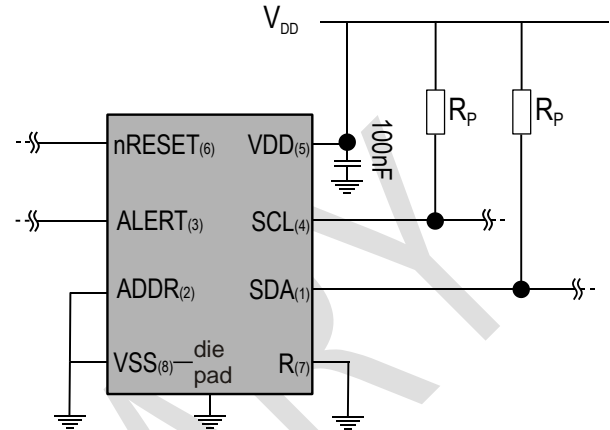 VDD
nRESET(6)
VDD(5)
100nF
RP
RP
ALERT(3)
SCL(4)
ADDR(2)
SDA(1)
VSS(8)
die
pad
R(7)